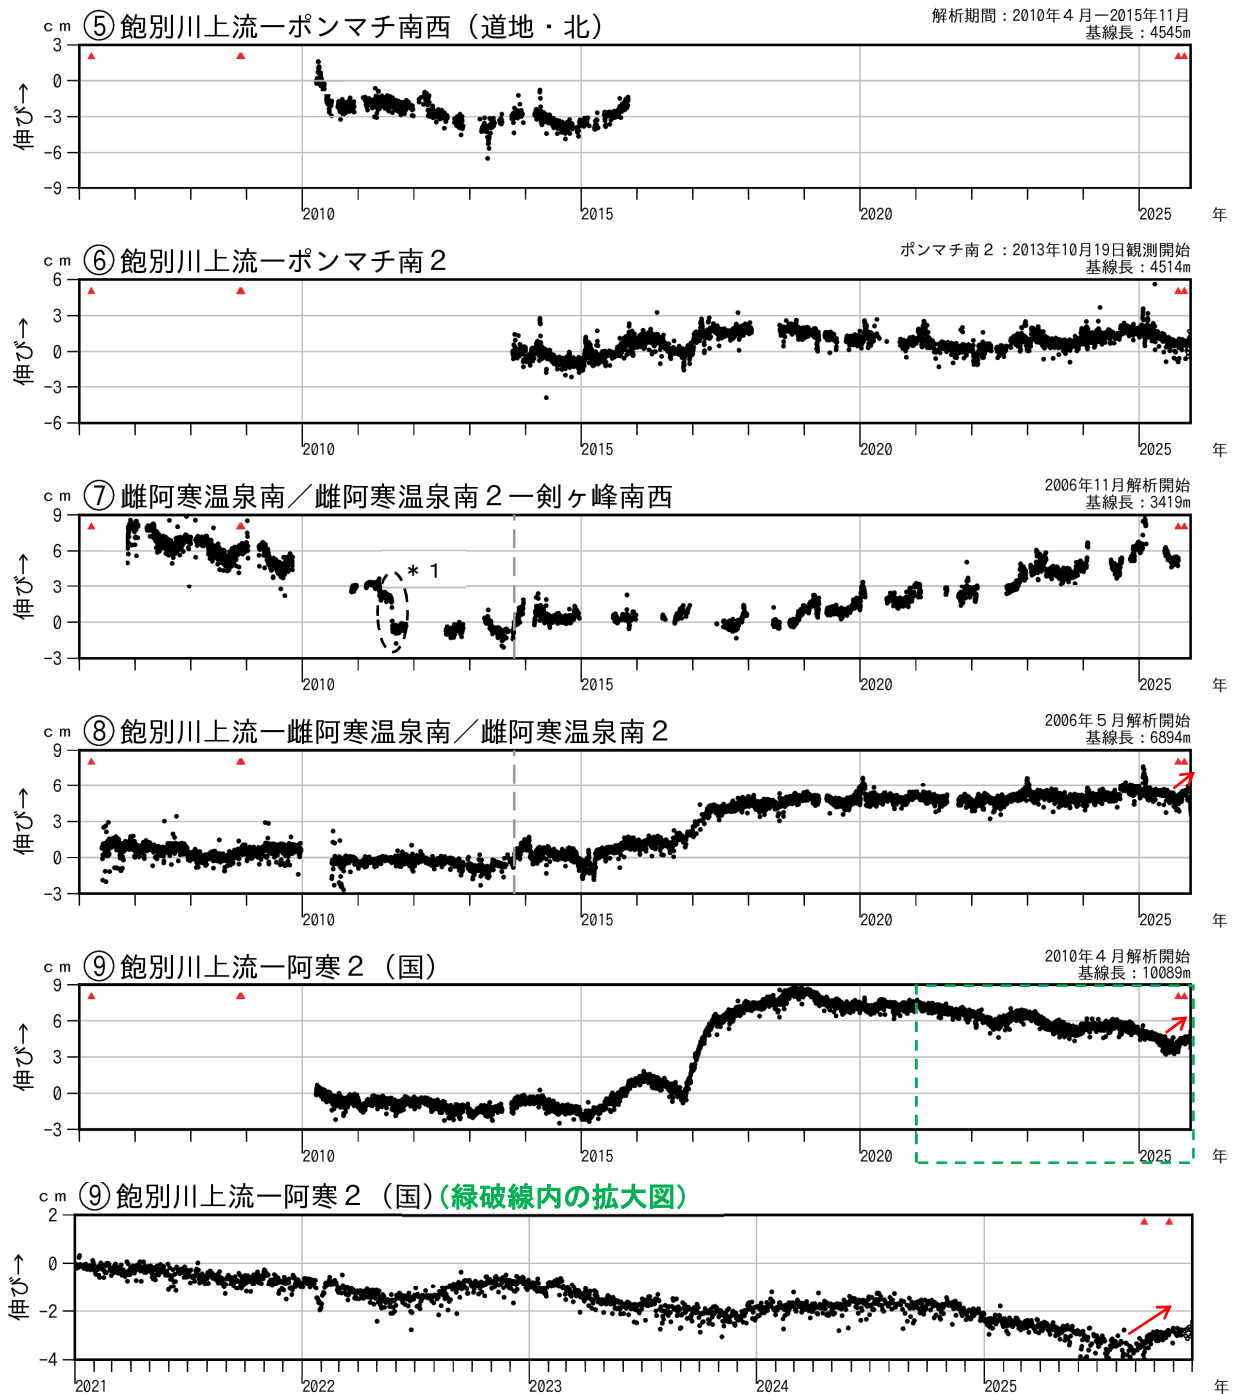 cm ⑤飽別川上流－ポンマチ南西（道地・北）
解析期間：2010年４月－2015年11月
基線長：4545m
伸び→
3
0
-3
-6
-9
2010 2015 2020 2025 年
cm ⑥飽別川上流－ポンマチ南２
ポンマチ南２：2013年10月19日観測開始
基線長：4514m
伸び→
6
3
0
-3
-6
2010 2015 2020 2025 年
cm ⑦雌阿寒温泉南／雌阿寒温泉南２－剣ヶ峰南西
2006年11月解析開始
基線長：3419m
伸び→
9
6
3
0
-3
＊１
2010 2015 2020 2025 年
cm ⑧飽別川上流－雌阿寒温泉南／雌阿寒温泉南２
2006年５月解析開始
基線長：6894m
伸び→
9
6
3
0
-3
2010 2015 2020 2025 年
cm ⑨飽別川上流－阿寒２（国）
2010年４月解析開始
基線長：10089m
伸び→
9
6
3
0
-3
2010 2015 2020 2025 年
cm ⑨飽別川上流－阿寒２（国）(緑破線内の拡大図)
伸び→
2
0
-2
-4
2021 2022 2023 2024 2025 年